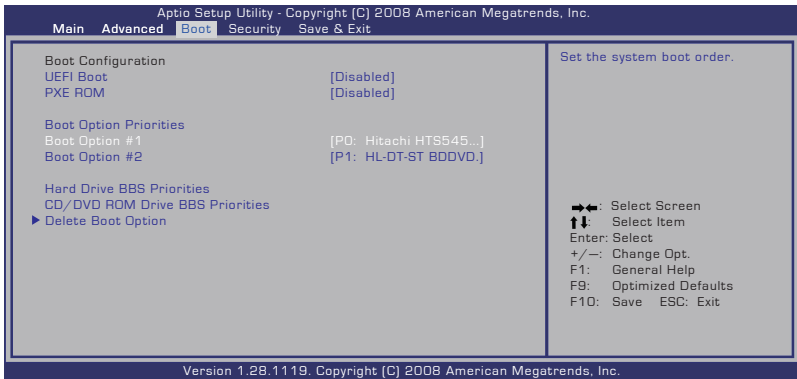 Aptio Setup Utility - Copyright (C) 2008 American Megatrends, Inc.
Main Advanced Boot Security Save & Exit
Boot Configuration
UEFI Boot [Disabled]
PXE ROM [Disabled]
Boot Option Priorities
Boot Option #1 [P0: Hitachi HTS545...]
Boot Option #2 [P1: HL-DT-ST BDDVD.]
Hard Drive BBS Priorities
CD/DVD ROM Drive BBS Priorities
Delete Boot Option
Set the system boot order.
→←: Select Screen
↑↓: Select Item
Enter: Select
+/—: Change Opt.
F1: General Help
F9: Optimized Defaults
F10: Save ESC: Exit
Version 1.28.1119. Copyright (C) 2008 American Megatrends, Inc.